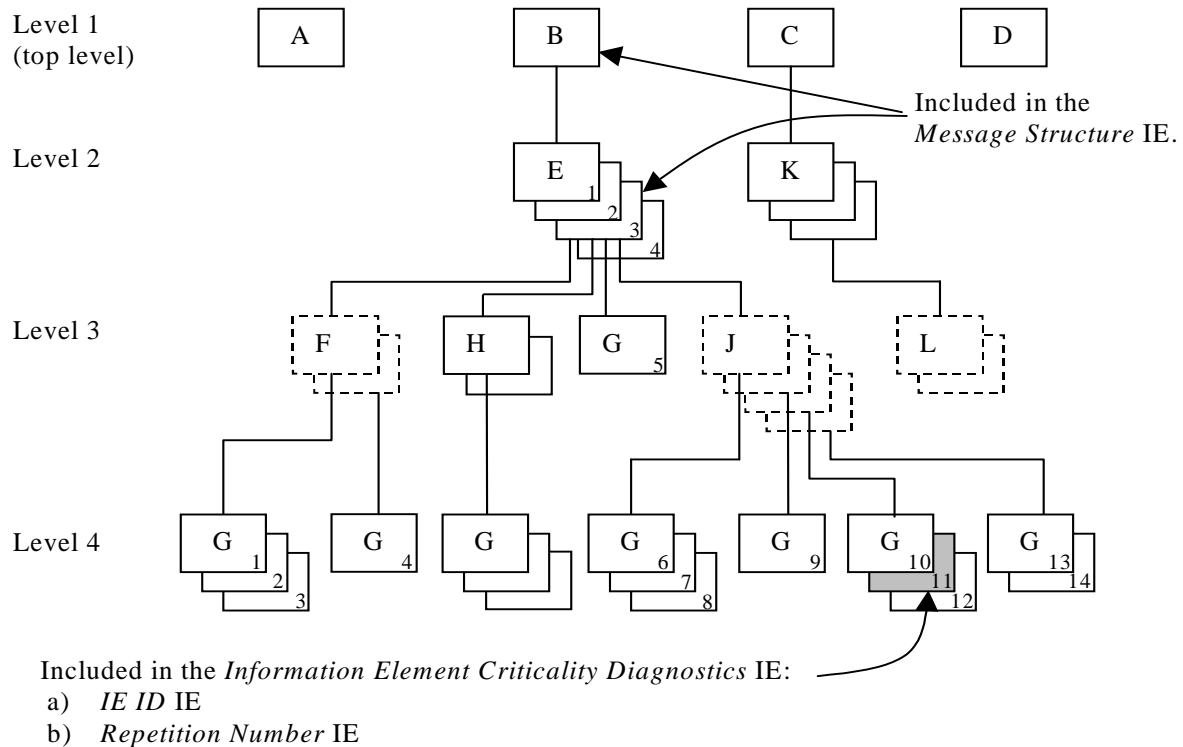 Level 1
(top level)
A
B
C
D
Included in the
Message Structure IE.
Level 2
E
1
2
3
4
K
Level 3
F
H
G
5
J
L
Level 4
G
1
2
3
G
4
G
G
6
7
8
G
9
G
10
11
12
G
13
14
Included in the Information Element Criticality Diagnostics IE:
a) IE ID IE
b) Repetition Number IE